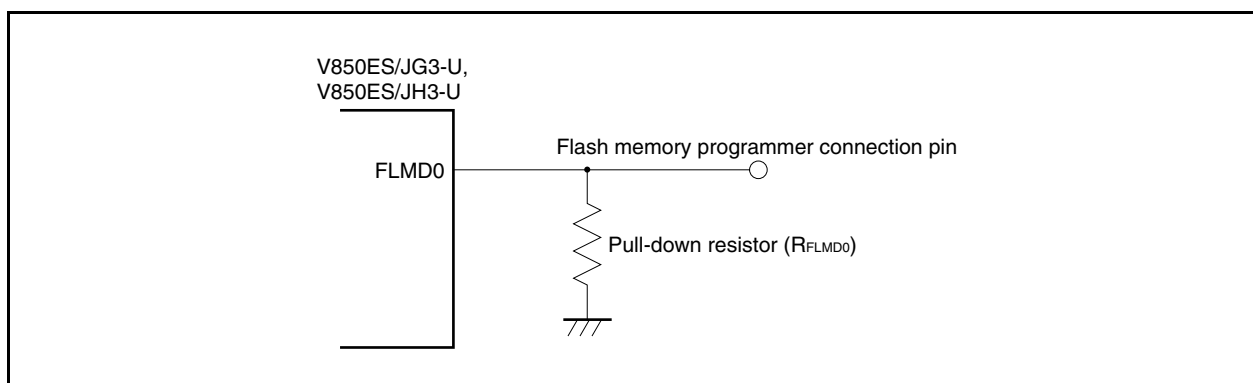 V850ES/JG3-U,
V850ES/JH3-U
Flash memory programmer connection pin
FLMD0
Pull-down resistor (RFLMD0)